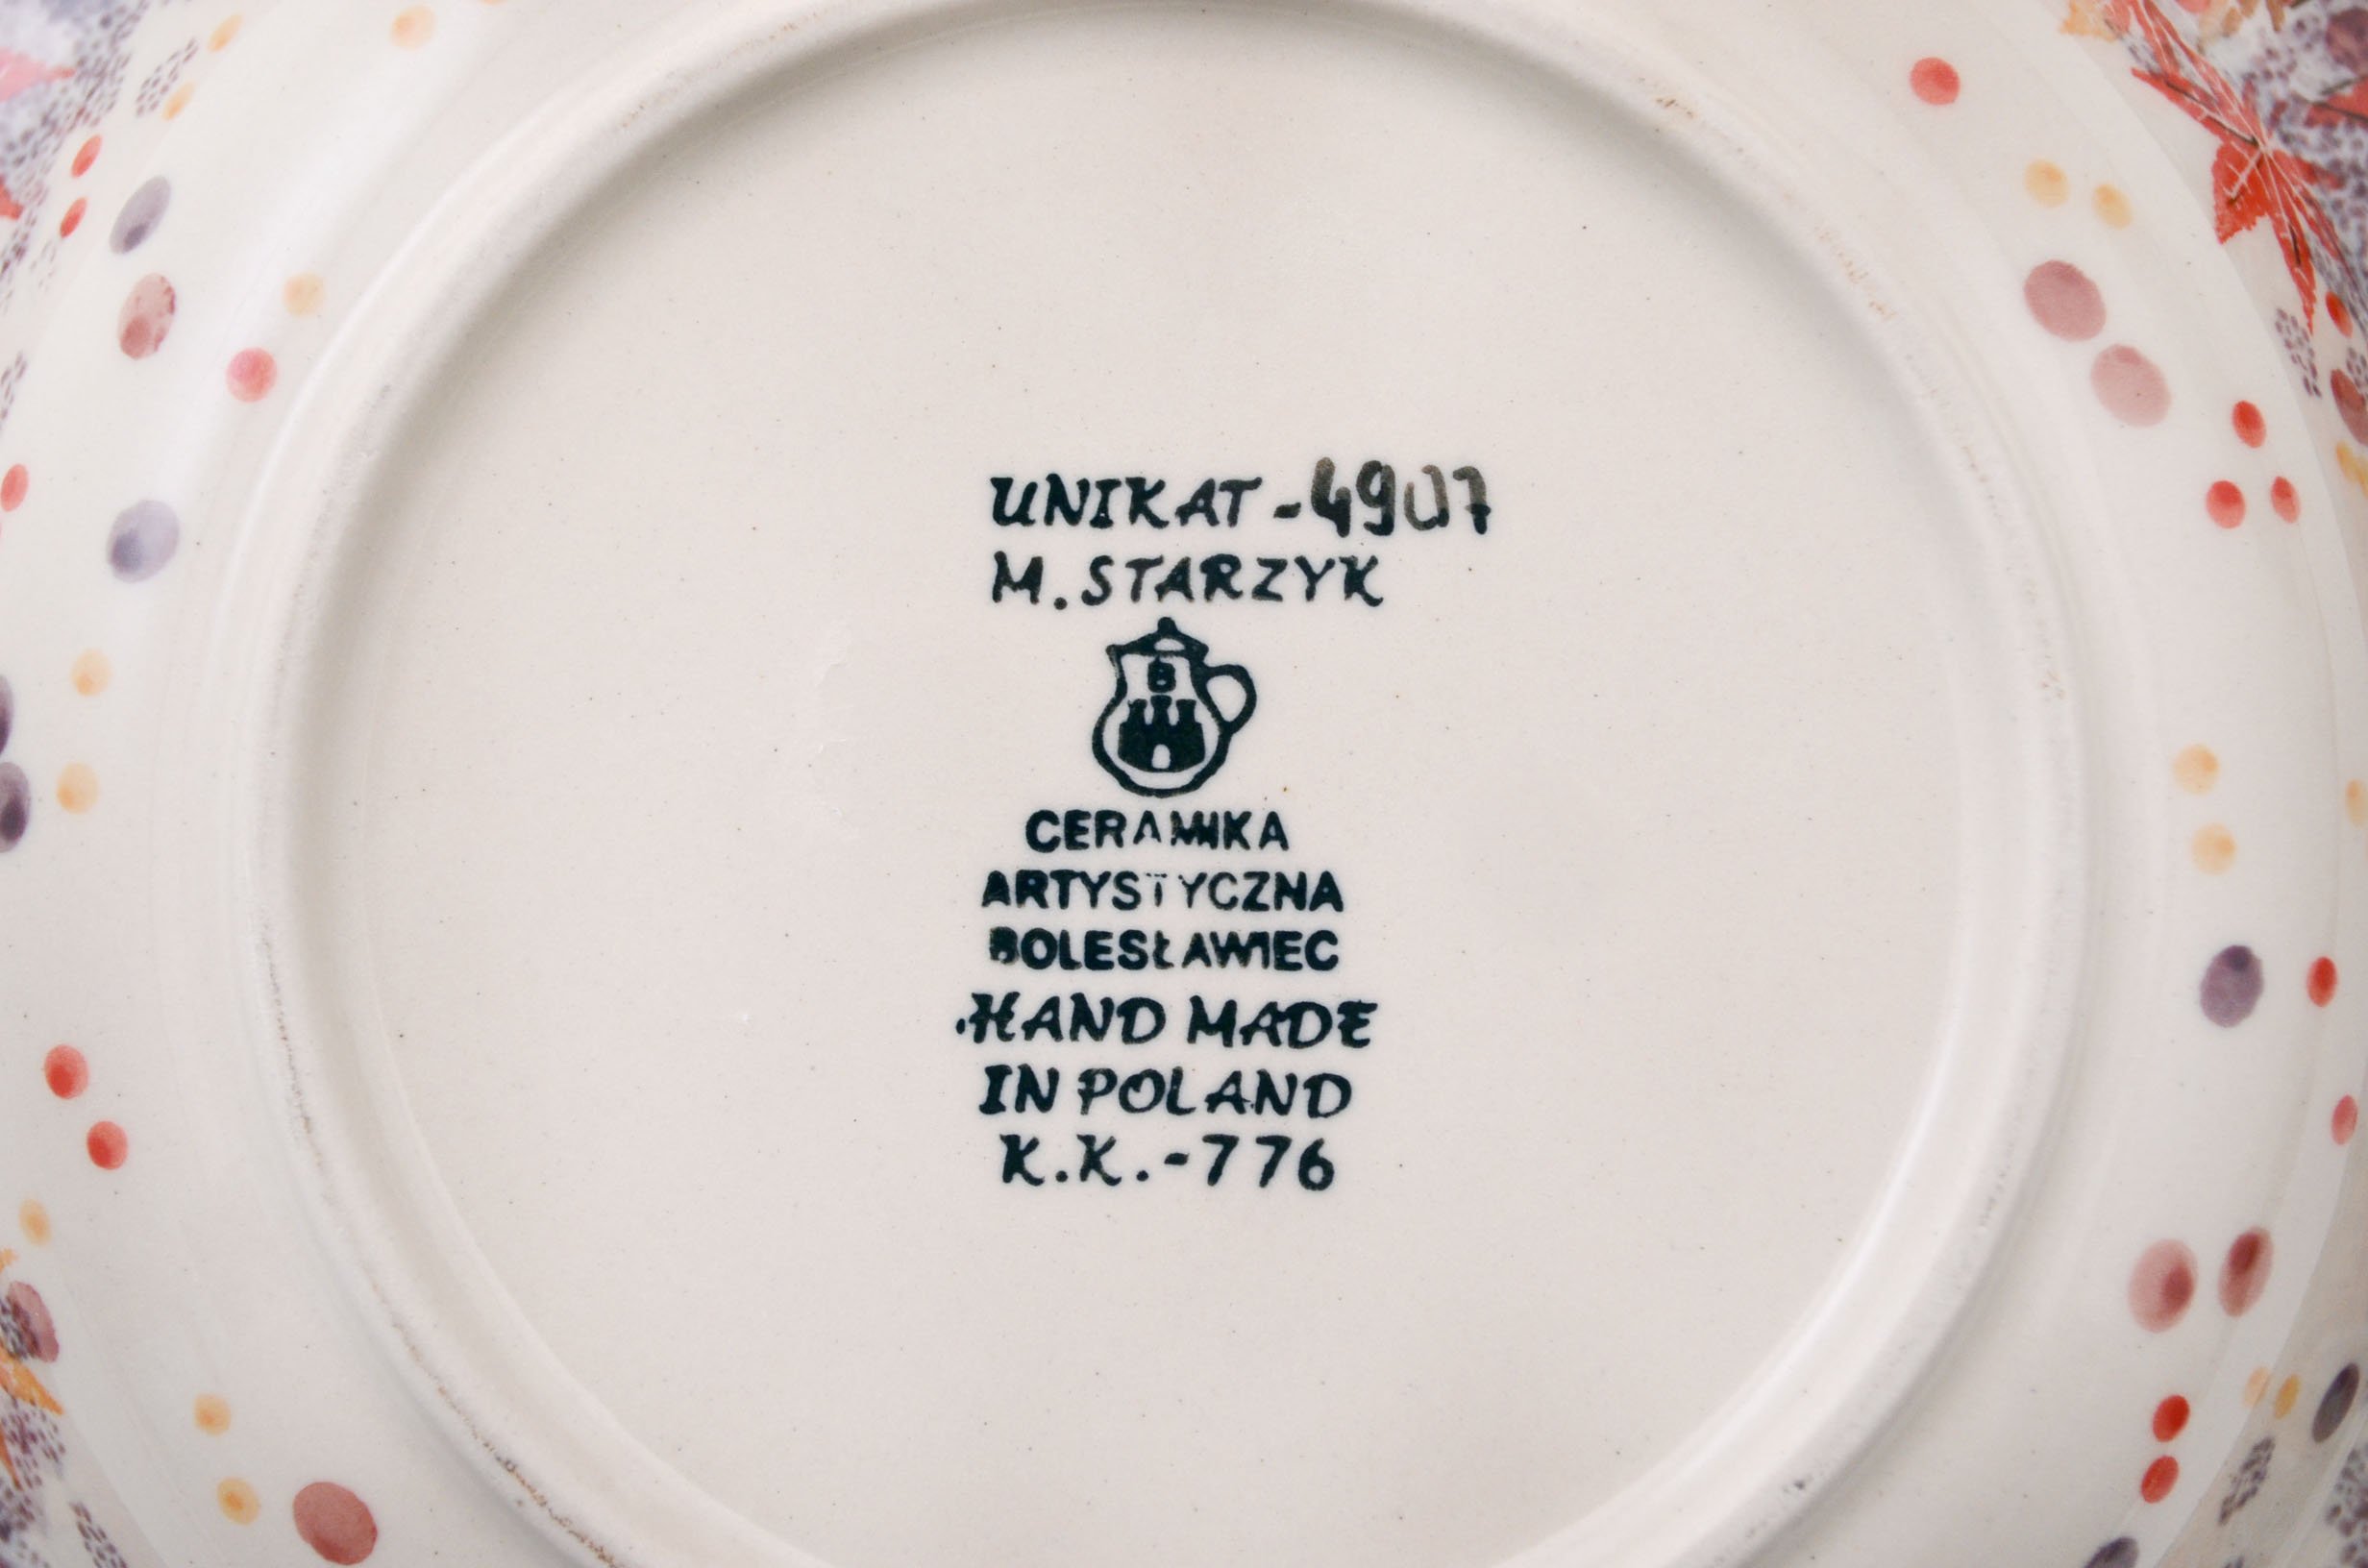 UNIKAT-4907
M. STARZYK
B
CERAMIKA
ARTYSTYCZNA
BOLESŁAWIEC
HAND MADE
IN POLAND
K.K.-776